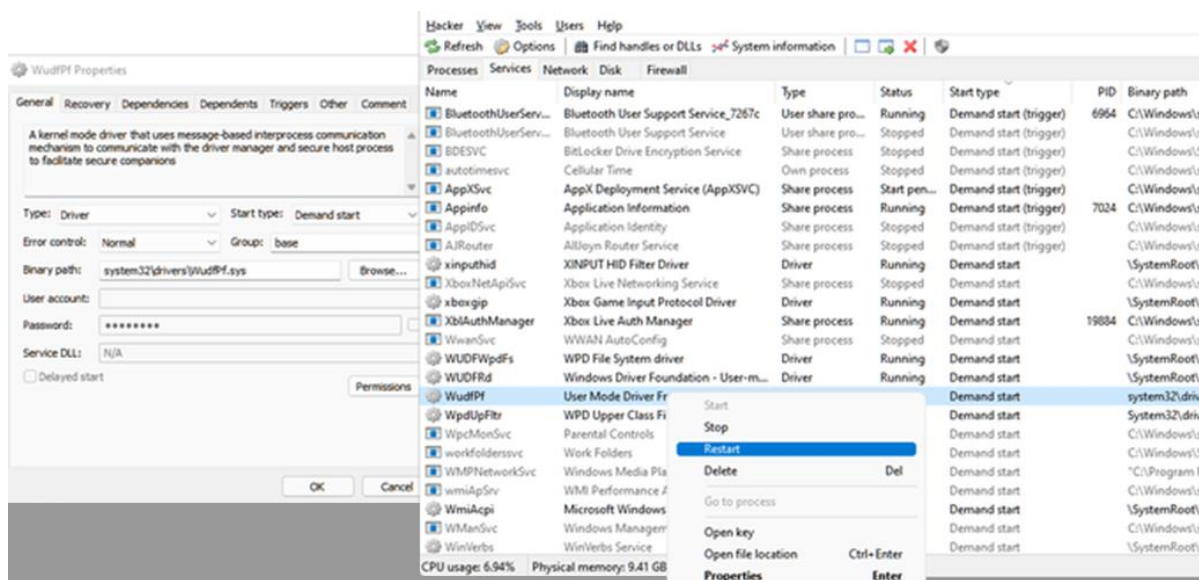 WudfPf Properties
General Recovery Dependencies Dependents Triggers Other Comment
A kernel mode driver that uses message-based interprocess communication
mechanism to communicate with the driver manager and secure host process
to facilitate secure companions
Type: Driver Start type: Demand start
Error control: Normal Group: base
Binary path: system32\drivers\WudfPf.sys Browse...
User account:
Password: ●●●●●●●●
Service DLL: N/A
Delayed start
Permissions
OK Cancel
Hacker View Tools Users Help
Refresh Options Find handles or DLLs System information
Processes Services Network Disk Firewall
Name Display name Type Status Start type PID Binary path
BluetoothUserServ... Bluetooth User Support Service_7267c User share pro... Running Demand start (trigger) 6964 C:\Windows\
BluetoothUserServ... Bluetooth User Support Service User share pro... Stopped Demand start (trigger) C:\Windows\
BDESVC BitLocker Drive Encryption Service Share process Stopped Demand start (trigger) C:\Windows\
autotimesvc Cellular Time Own process Stopped Demand start (trigger) C:\Windows\
AppXSvc AppX Deployment Service (AppXSVC) Share process Start pen... Demand start (trigger) C:\Windows\
Appinfo Application Information Share process Running Demand start (trigger) 7024 C:\Windows\
AppIDSvc Application Identity Share process Stopped Demand start (trigger) C:\Windows\
AJRouter AllJoyn Router Service Share process Stopped Demand start (trigger) C:\Windows\
xinputhid XINPUT HID Filter Driver Driver Running Demand start \SystemRoot\
XboxNetApiSvc Xbox Live Networking Service Share process Stopped Demand start C:\Windows\
xboxgip Xbox Game Input Protocol Driver Driver Running Demand start \SystemRoot\
XblAuthManager Xbox Live Auth Manager Share process Running Demand start 19884 C:\Windows\
WwanSvc WWAN AutoConfig Share process Stopped Demand start C:\Windows\
WUDFWpdFs WPD File System driver Driver Running Demand start \SystemRoot\
WUDFRd Windows Driver Foundation - User-m... Driver Running Demand start \SystemRoot\
WudfPf User Mode Driver Fr Demand start system32\driv
WpdUpFltr WPD Upper Class Fi Demand start System32\driv
WpcMonSvc Parental Controls Demand start C:\Windows\
workfolderssvc Work Folders Demand start C:\Windows\
WMPNetworkSvc Windows Media Pla Demand start "C:\Program
wmiApSrv WMI Performance A Demand start C:\Windows\
WmiAcpi Microsoft Windows Demand start \SystemRoot\
WManSvc Windows Managem Demand start C:\Windows\
WinVerbs WinVerbs Service Demand start \SystemRoot\
Start
Stop
Restart
Delete Del
Go to process
Open key
Open file location Ctrl+Enter
Properties Enter
CPU usage: 6.94% Physical memory: 9.41 GB